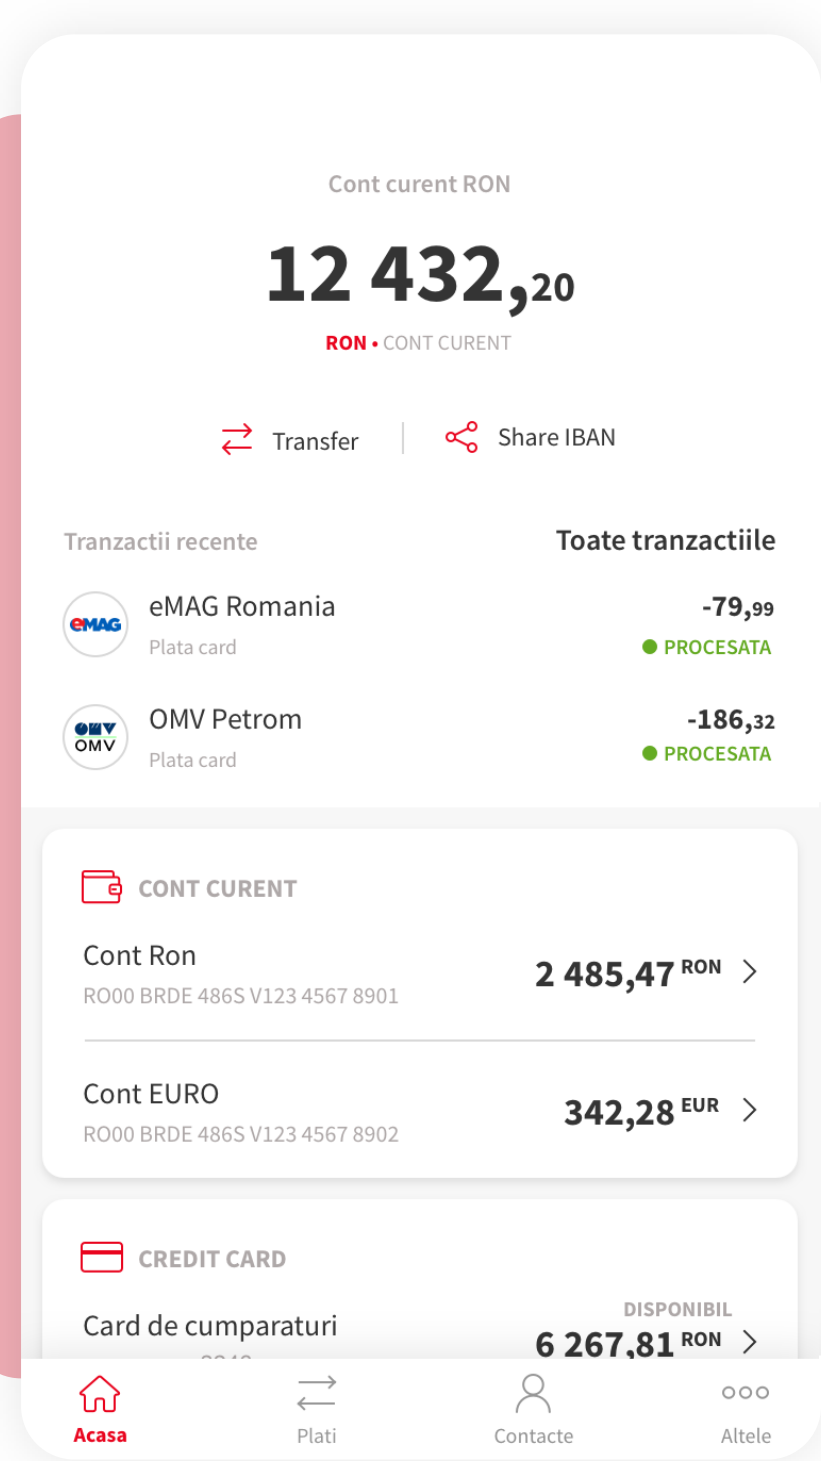 Cont curent RON
12 432,20
RON • CONT CURENT
Transfer
Share IBAN
Tranzactii recente
Toate tranzactiile
eMAG
eMAG Romania
-79,99
Plata card
PROCESATA
OMV
OMV
OMV Petrom
-186,32
Plata card
PROCESATA
CONT CURENT
Cont Ron
2 485,47 RON
RO00 BRDE 486S V123 4567 8901
Cont EURO
342,28 EUR
RO00 BRDE 486S V123 4567 8902
CREDIT CARD
DISPONIBIL
Card de cumparaturi
6 267,81 RON
Acasa
Plati
Contacte
Altele